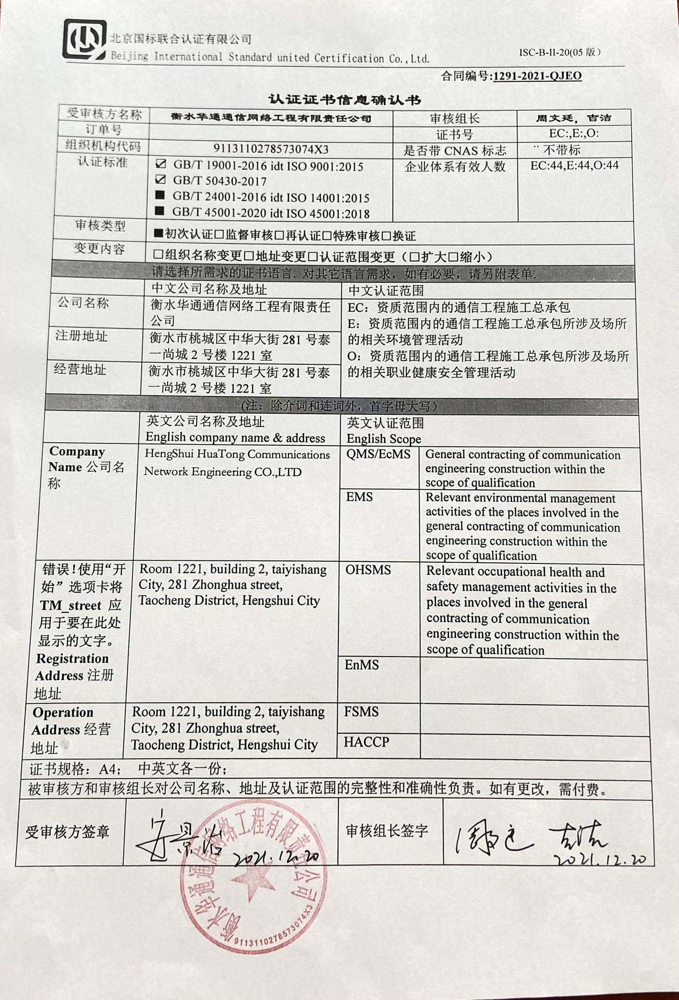 北京国标联合认证有限公司
Beijing International Standard united Certification Co.,Ltd.
ISC-B-II-20(05 版)
合同编号:1291-2021-QJEO
认证证书信息确认书
受审核方名称 衡水华通通信网络工程有限责任公司 审核组长 周文廷，吉洁
订单号 证书号 EC:,E:,O:
组织机构代码 9113110278573074X3 是否带 CNAS 标志 ¨ 不带标
认证标准 ☑ GB/T 19001-2016 idt ISO 9001:2015 企业体系有效人数 EC:44,E:44,O:44
☑ GB/T 50430-2017
■ GB/T 24001-2016 idt ISO 14001:2015
■ GB/T 45001-2020 idt ISO 45001:2018
审核类型 ■初次认证□监督审核□再认证□特殊审核□换证
变更内容 □组织名称变更□地址变更□认证范围变更（□扩大□缩小）
请选择所需求的证书语言. 对其它语言需求，如有必要，请另附表单.
中文公司名称及地址 中文认证范围
公司名称 衡水华通通信网络工程有限责任
公司
注册地址 衡水市桃城区中华大街 281 号泰
一尚城 2 号楼 1221 室
经营地址 衡水市桃城区中华大街 281 号泰
一尚城 2 号楼 1221 室
EC：资质范围内的通信工程施工总承包
E：资质范围内的通信工程施工总承包所涉及场所
的相关环境管理活动
O：资质范围内的通信工程施工总承包所涉及场所
的相关职业健康安全管理活动
(注：除介词和连词外，首字母大写）
英文公司名称及地址 英文认证范围
English company name & address English Scope
Company
Name 公司名
称
HengShui HuaTong Communications
Network Engineering CO.,LTD
QMS/EcMS General contracting of communication
engineering construction within the
scope of qualification
EMS Relevant environmental management
activities of the places involved in the
general contracting of communication
engineering construction within the
scope of qualification
错误!使用“开
始”选项卡将
TM_street 应
用于要在此处
显示的文字。
Registration
Address 注册
地址
Room 1221, building 2, taiyishang
City, 281 Zhonghua street,
Taocheng District, Hengshui City
OHSMS Relevant occupational health and
safety management activities in the
places involved in the general
contracting of communication
engineering construction within the
scope of qualification
EnMS
Operation
Address 经营
地址
Room 1221, building 2, taiyishang
City, 281 Zhonghua street,
Taocheng District, Hengshui City
FSMS
HACCP
证书规格：A4； 中英文各一份；
被审核方和审核组长对公司名称、地址及认证范围的完整性和准确性负责。如有更改，需付费。
受审核方签章 2021.12.20
审核组长签字 周文廷 吉洁
2021.12.20
衡水华通通信网络工程有限责任公司
9113110278573074X3